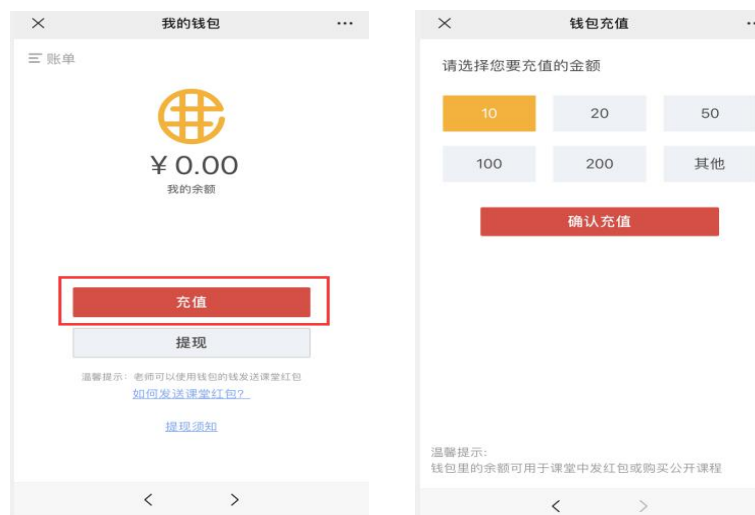 我的钱包
账单
¥ 0.00
我的余额
充值
提现
温馨提示：老师可以使用钱包的钱发送课堂红包
如何发送课堂红包？
提现须知
钱包充值
请选择您要充值的金额
10 20 50
100 200 其他
确认充值
温馨提示:
钱包里的余额可用于课堂中发红包或购买公开课程